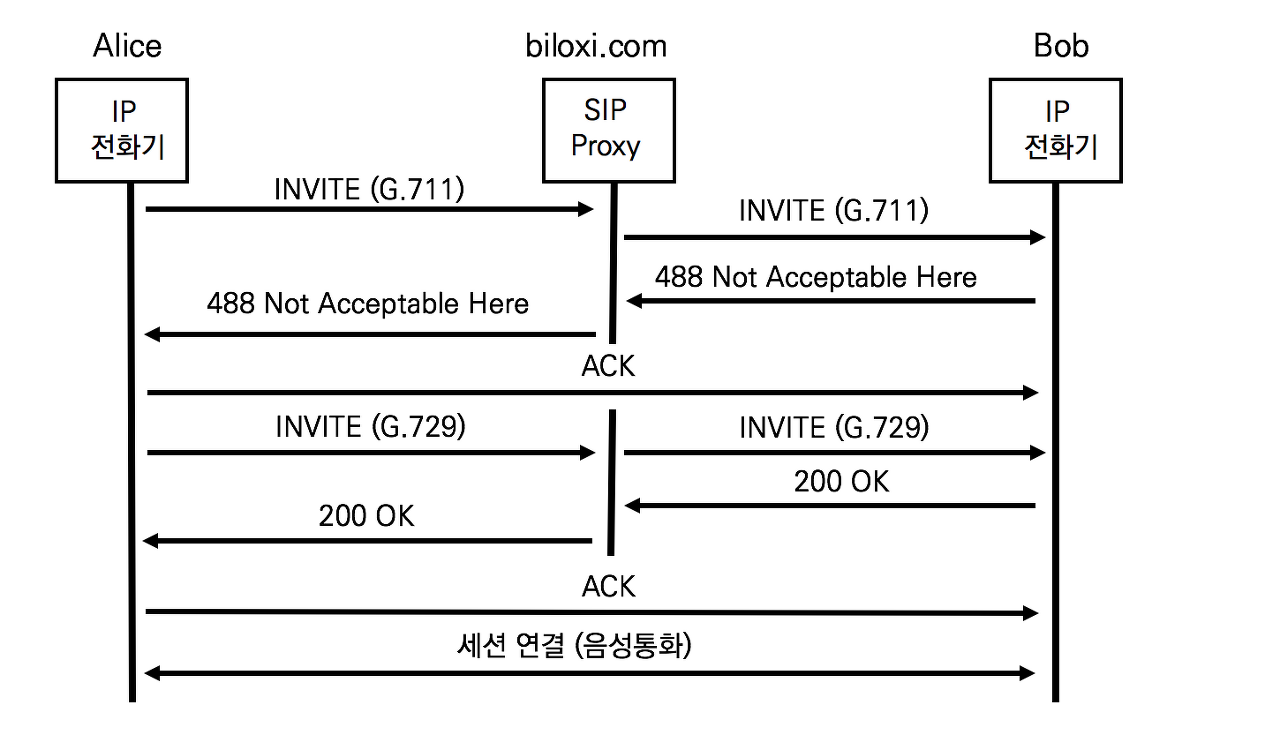 Alice
biloxi.com
Bob
IP
전화기
SIP
Proxy
IP
전화기
INVITE (G.711)
INVITE (G.711)
488 Not Acceptable Here
488 Not Acceptable Here
ACK
INVITE (G.729)
INVITE (G.729)
200 OK
200 OK
ACK
세션 연결 (음성통화)